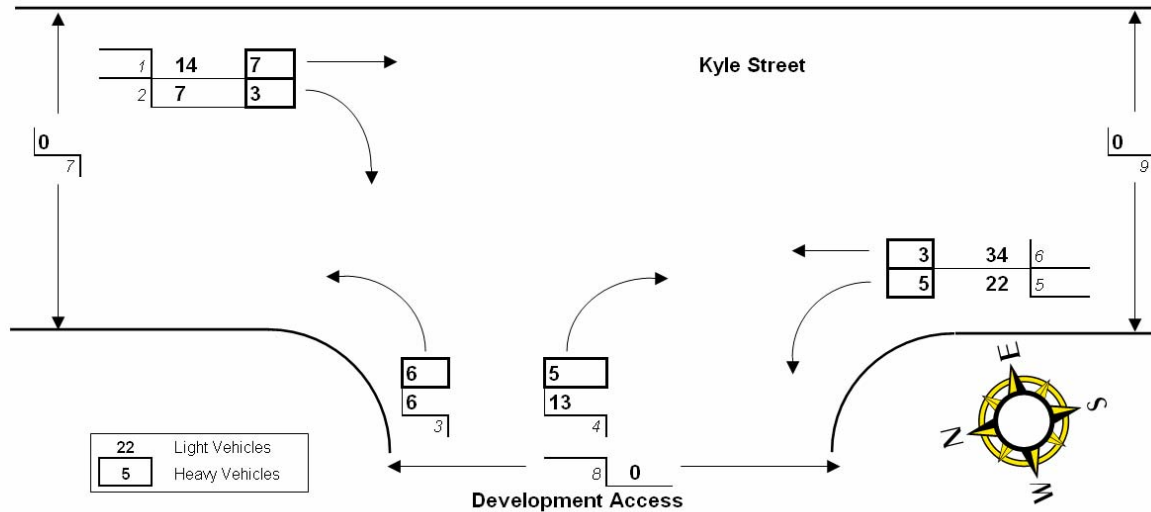 1 14 7
Kyle Street
2 7 3
0
7
0
9
3 34 6
5 22 5
6
6
3
5
13
4
E
S
N
W
22 Light Vehicles
5 Heavy Vehicles
8 0
Development Access